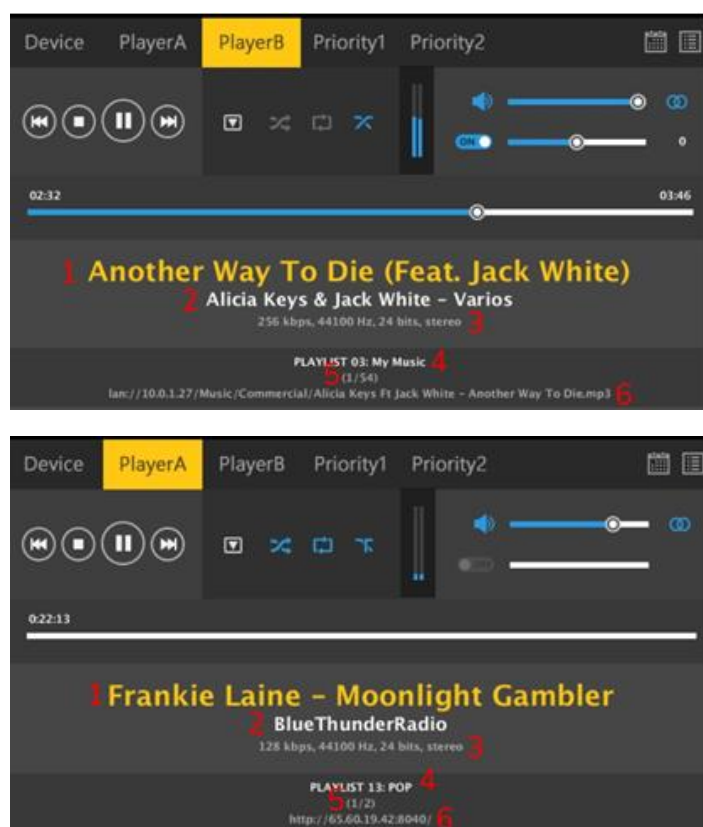 Device PlayerA PlayerB Priority1 Priority2
ON 0
02:32 03:46
1 Another Way To Die (Feat. Jack White)
2 Alicia Keys & Jack White - Varios
256 kbps, 44100 Hz, 24 bits, stereo 3
PLAYLIST 03: My Music 4
5 (1/54)
lan://10.0.1.27/Music/Commercial/Alicia Keys Ft Jack White - Another Way To Die.mp3 6
Device PlayerA PlayerB Priority1 Priority2
0:22:13
1 Frankie Laine - Moonlight Gambler
2 BlueThunderRadio
128 kbps, 44100 Hz, 24 bits, stereo 3
PLAYLIST 13: POP 4
5 (1/2)
http://65.60.19.42:8040/ 6